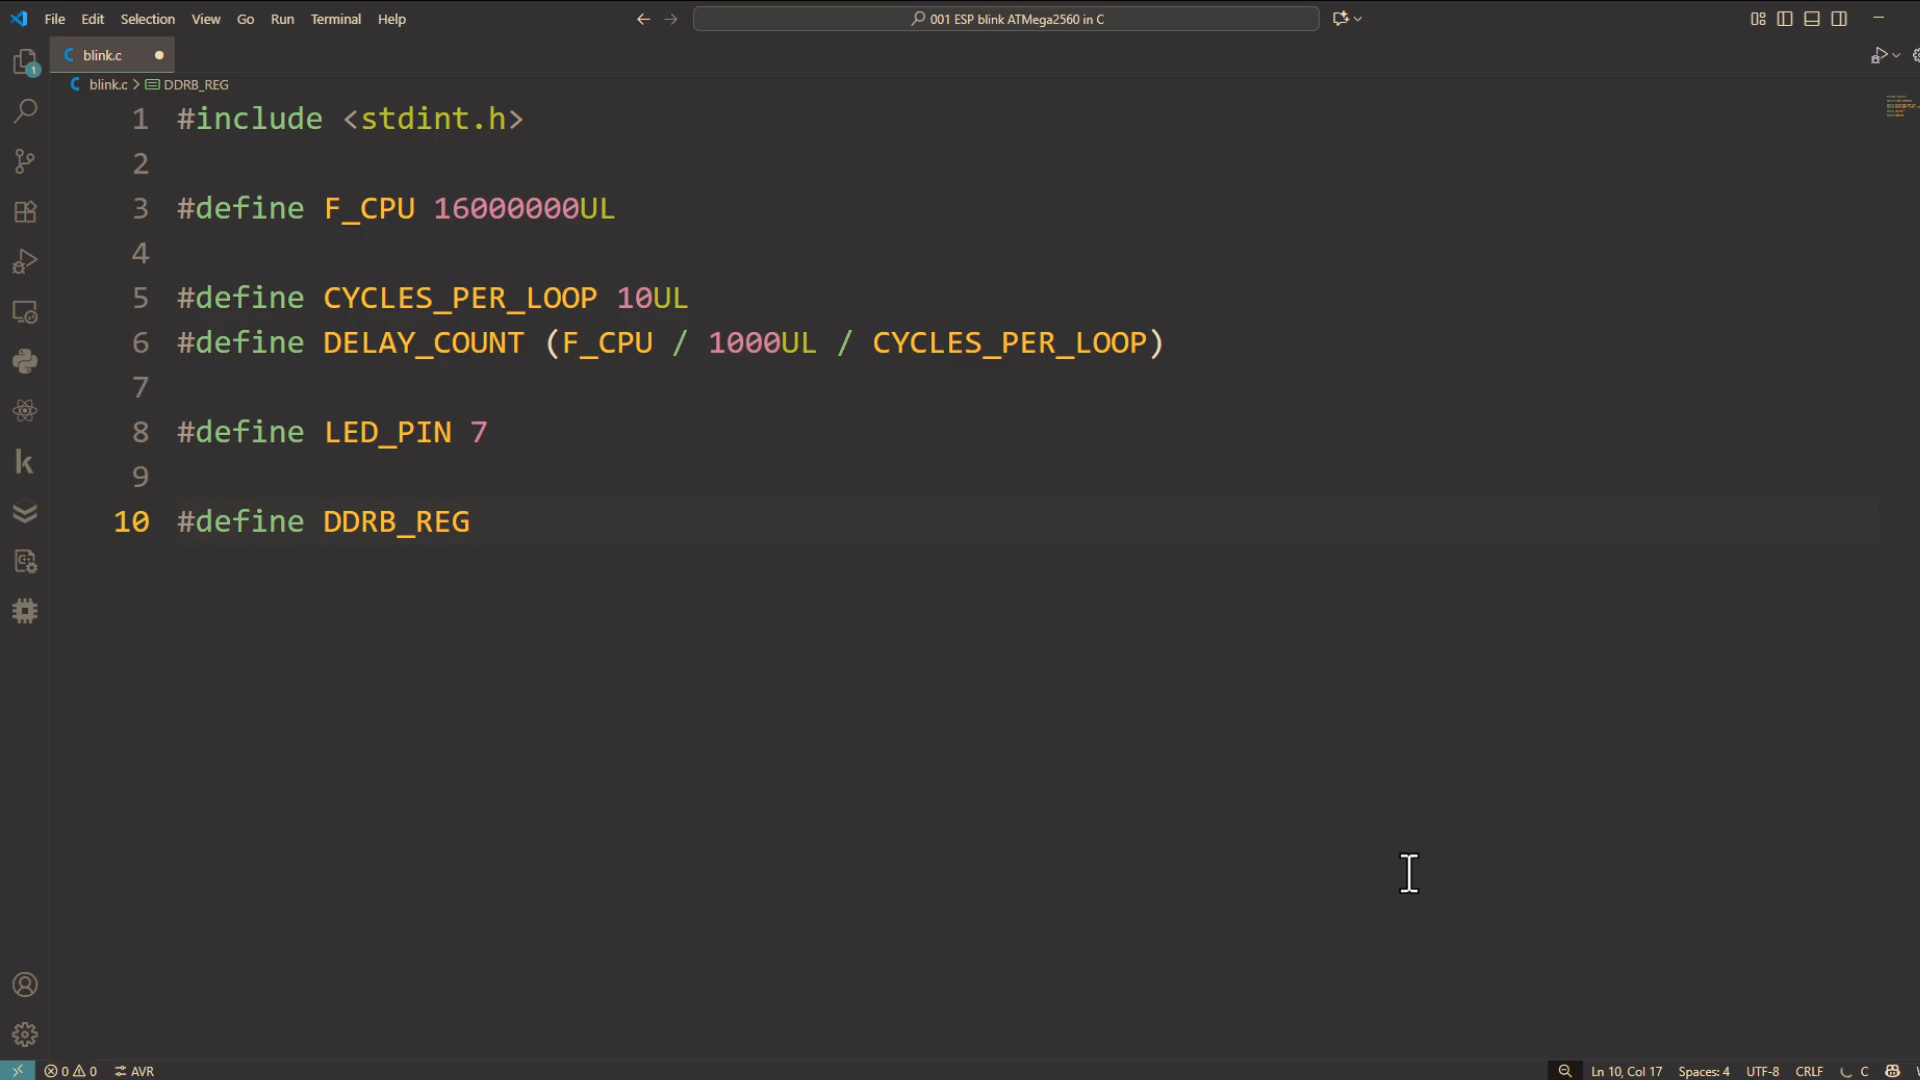 File Edit Selection View Go Run Terminal Help
001 ESP blink ATMega2560 in C
blink.c
1
blink.c > DDRB_REG
1 #include <stdint.h>
2
3 #define F_CPU 16000000UL
4
5 #define CYCLES_PER_LOOP 10UL
6 #define DELAY_COUNT (F_CPU / 1000UL / CYCLES_PER_LOOP)
7
8 #define LED_PIN 7
9
10 #define DDRB_REG
0 0 AVR
Ln 10, Col 17 Spaces: 4 UTF-8 CRLF C